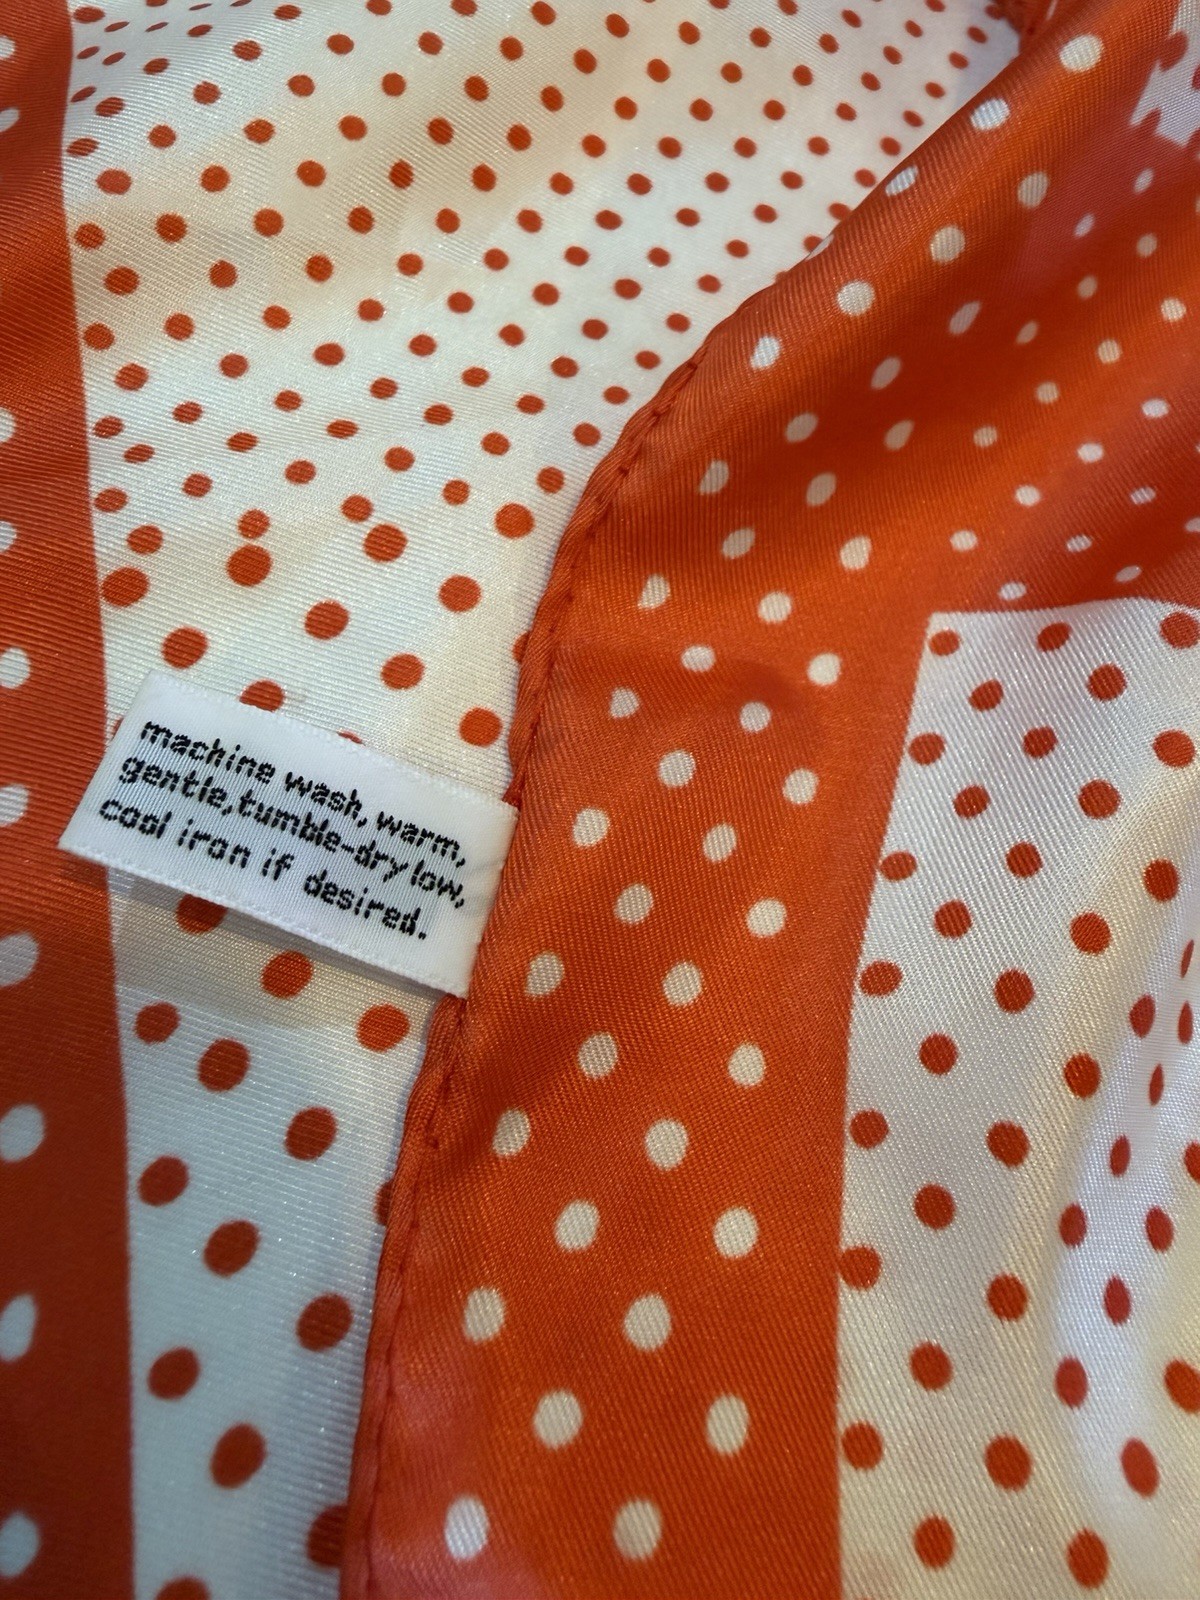 machine wash, warm,
gentle, tumble-dry low,
cool iron if desired.